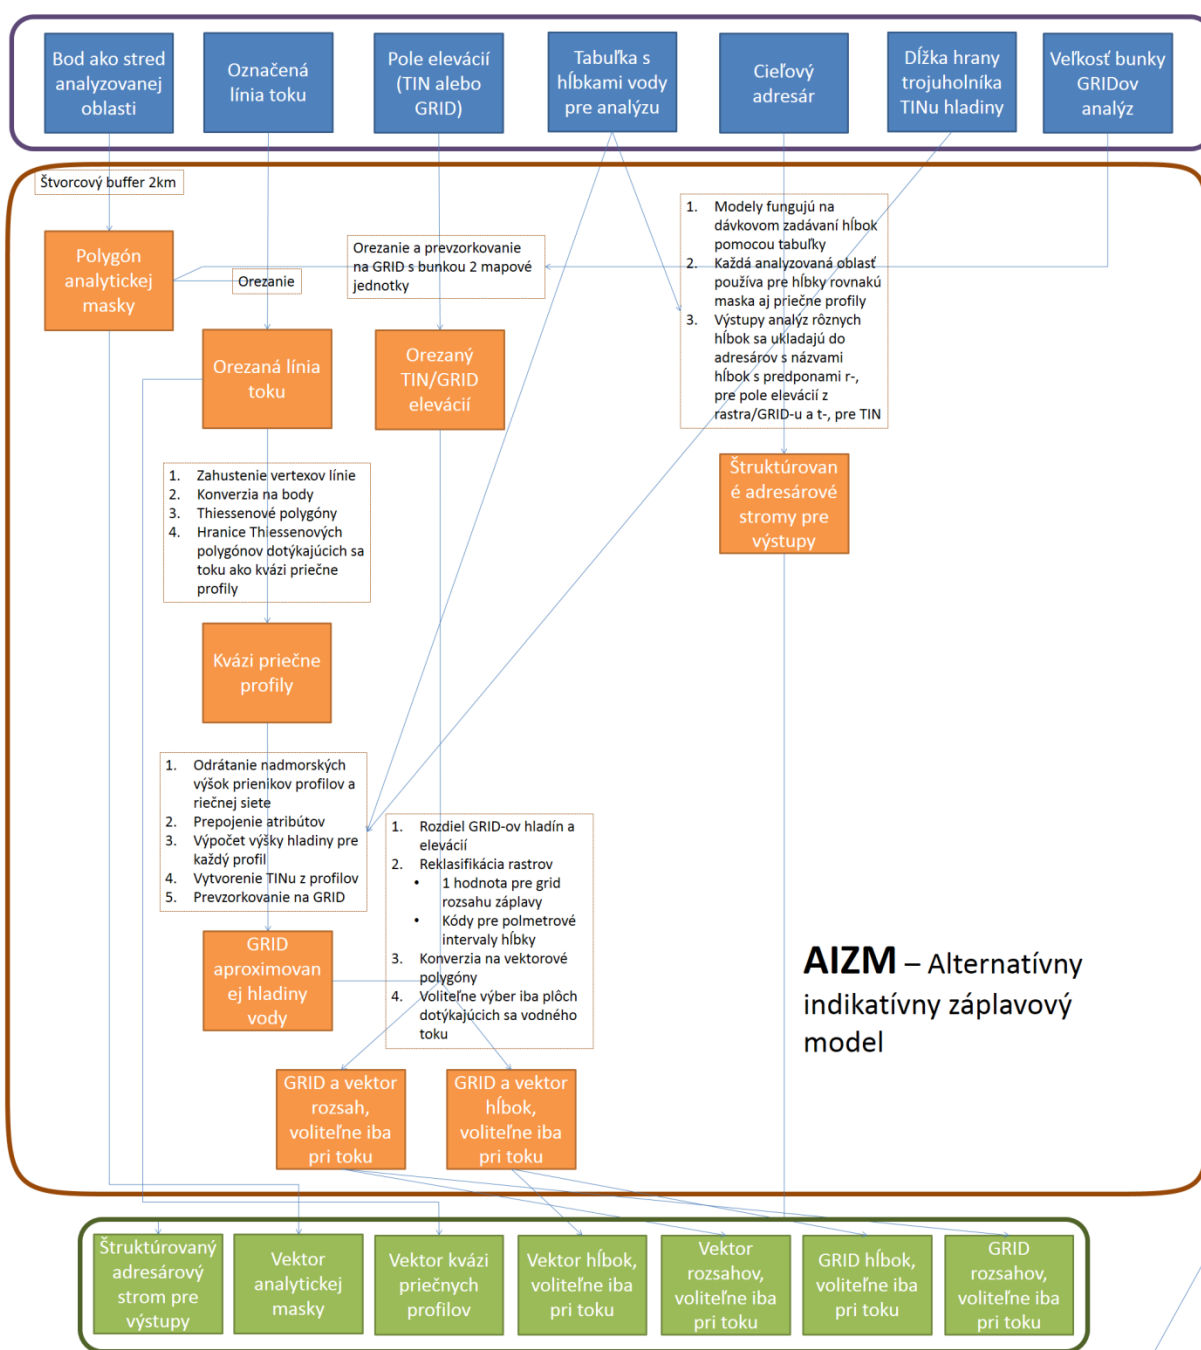 Bod ako stred
analyzovanej
oblasti
Označená
línia toku
Pole elevácií
(TIN alebo
GRID)
Tabuľka s
hĺbkami vody
pre analýzu
Cieľový
adresár
Dĺžka hrany
trojuholníka
TINu hladiny
Veľkosť bunky
GRIDov
analýz
Štvorcový buffer 2km
Polygón
analytickej
masky
Orezanie
Orezanie a prevzorkovanie
na GRID s bunkou 2 mapové
jednotky
1. Modely fungujú na
dávkovom zadávaní hĺbok
pomocou tabuľky
2. Každá analyzovaná oblasť
používa pre hĺbky rovnakú
maska aj priečne profily
3. Výstupy analýz rôznych
hĺbok sa ukladajú do
adresárov s názvami
hĺbok s predponami r-,
pre pole elevácií z
rastra/GRID-u a t-, pre TIN
Orezaná línia
toku
Orezaný
TIN/GRID
elevácií
1. Zahustenie vertexov línie
2. Konverzia na body
3. Thiessenové polygóny
4. Hranice Thiessenových
polygónov dotýkajúcich sa
toku ako kvázi priečne
profily
Štruktúrovan
é adresárové
stromy pre
výstupy
Kvázi priečne
profily
1. Odrátanie nadmorských
výšok prienikov profilov a
riečnej siete
2. Prepojenie atribútov
3. Výpočet výšky hladiny pre
každý profil
4. Vytvorenie TINu z profilov
5. Prevzorkovanie na GRID
1. Rozdiel GRID-ov hladín a
elevácií
2. Reklasifikácia rastrov
• 1 hodnota pre grid
rozsahu záplavy
• Kódy pre polmetrové
intervaly hĺbky
3. Konverzia na vektorové
polygóny
4. Voliteľne výber iba plôch
dotýkajúcich sa vodného
toku
GRID
aproximovan
ej hladiny
vody
AIZM – Alternatívny
indikatívny záplavový
model
GRID a vektor
rozsah,
voliteľne iba
pri toku
GRID a vektor
hĺbok,
voliteľne iba
pri toku
Štruktúrovaný
adresárový
strom pre
výstupy
Vektor
analytickej
masky
Vektor kvázi
priečnych
profilov
Vektor hĺbok,
voliteľne iba
pri toku
Vektor
rozsahov,
voliteľne iba
pri toku
GRID hĺbok,
voliteľne iba
pri toku
GRID
rozsahov,
voliteľne iba
pri toku